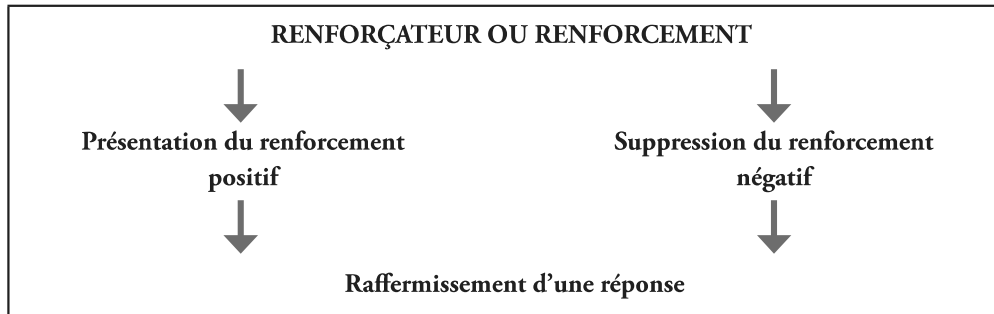 RENFORÇATEUR OU RENFORCEMENT
Présentation du renforcement
positif
Suppression du renforcement
négatif
Raffermissement d'une réponse